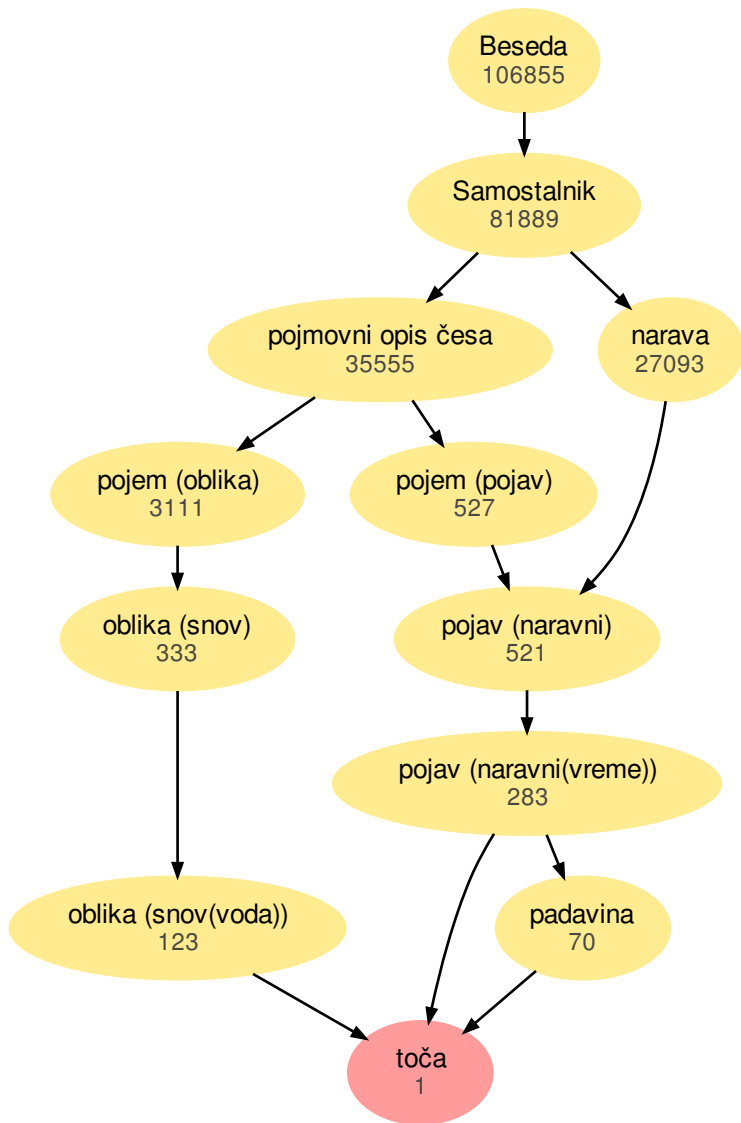 Beseda
106855
Samostalnik
81889
pojmovni opis česa
35555
narava
27093
pojem (oblika)
3111
pojem (pojav)
527
oblika (snov)
333
pojav (naravni)
521
pojav (naravni(vreme))
283
oblika (snov(voda))
123
padavina
70
toča
1